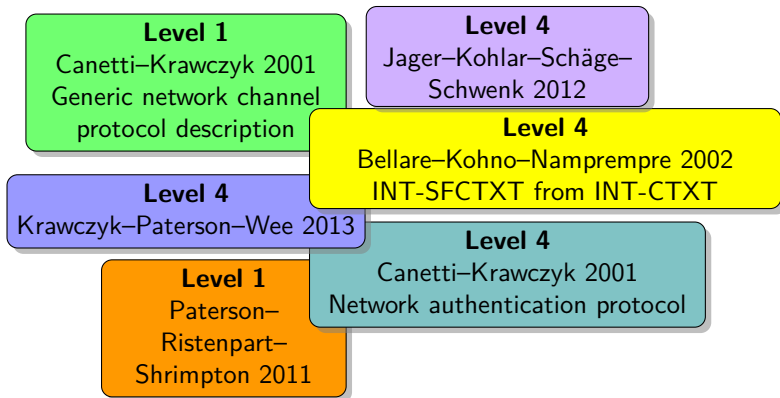 Level 1
Canetti–Krawczyk 2001
Generic network channel
protocol description
Level 4
Jager–Kohlar–Schäge–
Schwenk 2012
Level 4
Bellare–Kohno–Namprempre 2002
INT-SFCTXT from INT-CTXT
Level 4
Krawczyk–Paterson–Wee 2013
Level 4
Canetti–Krawczyk 2001
Network authentication protocol
Level 1
Paterson–
Ristenpart–
Shrimpton 2011